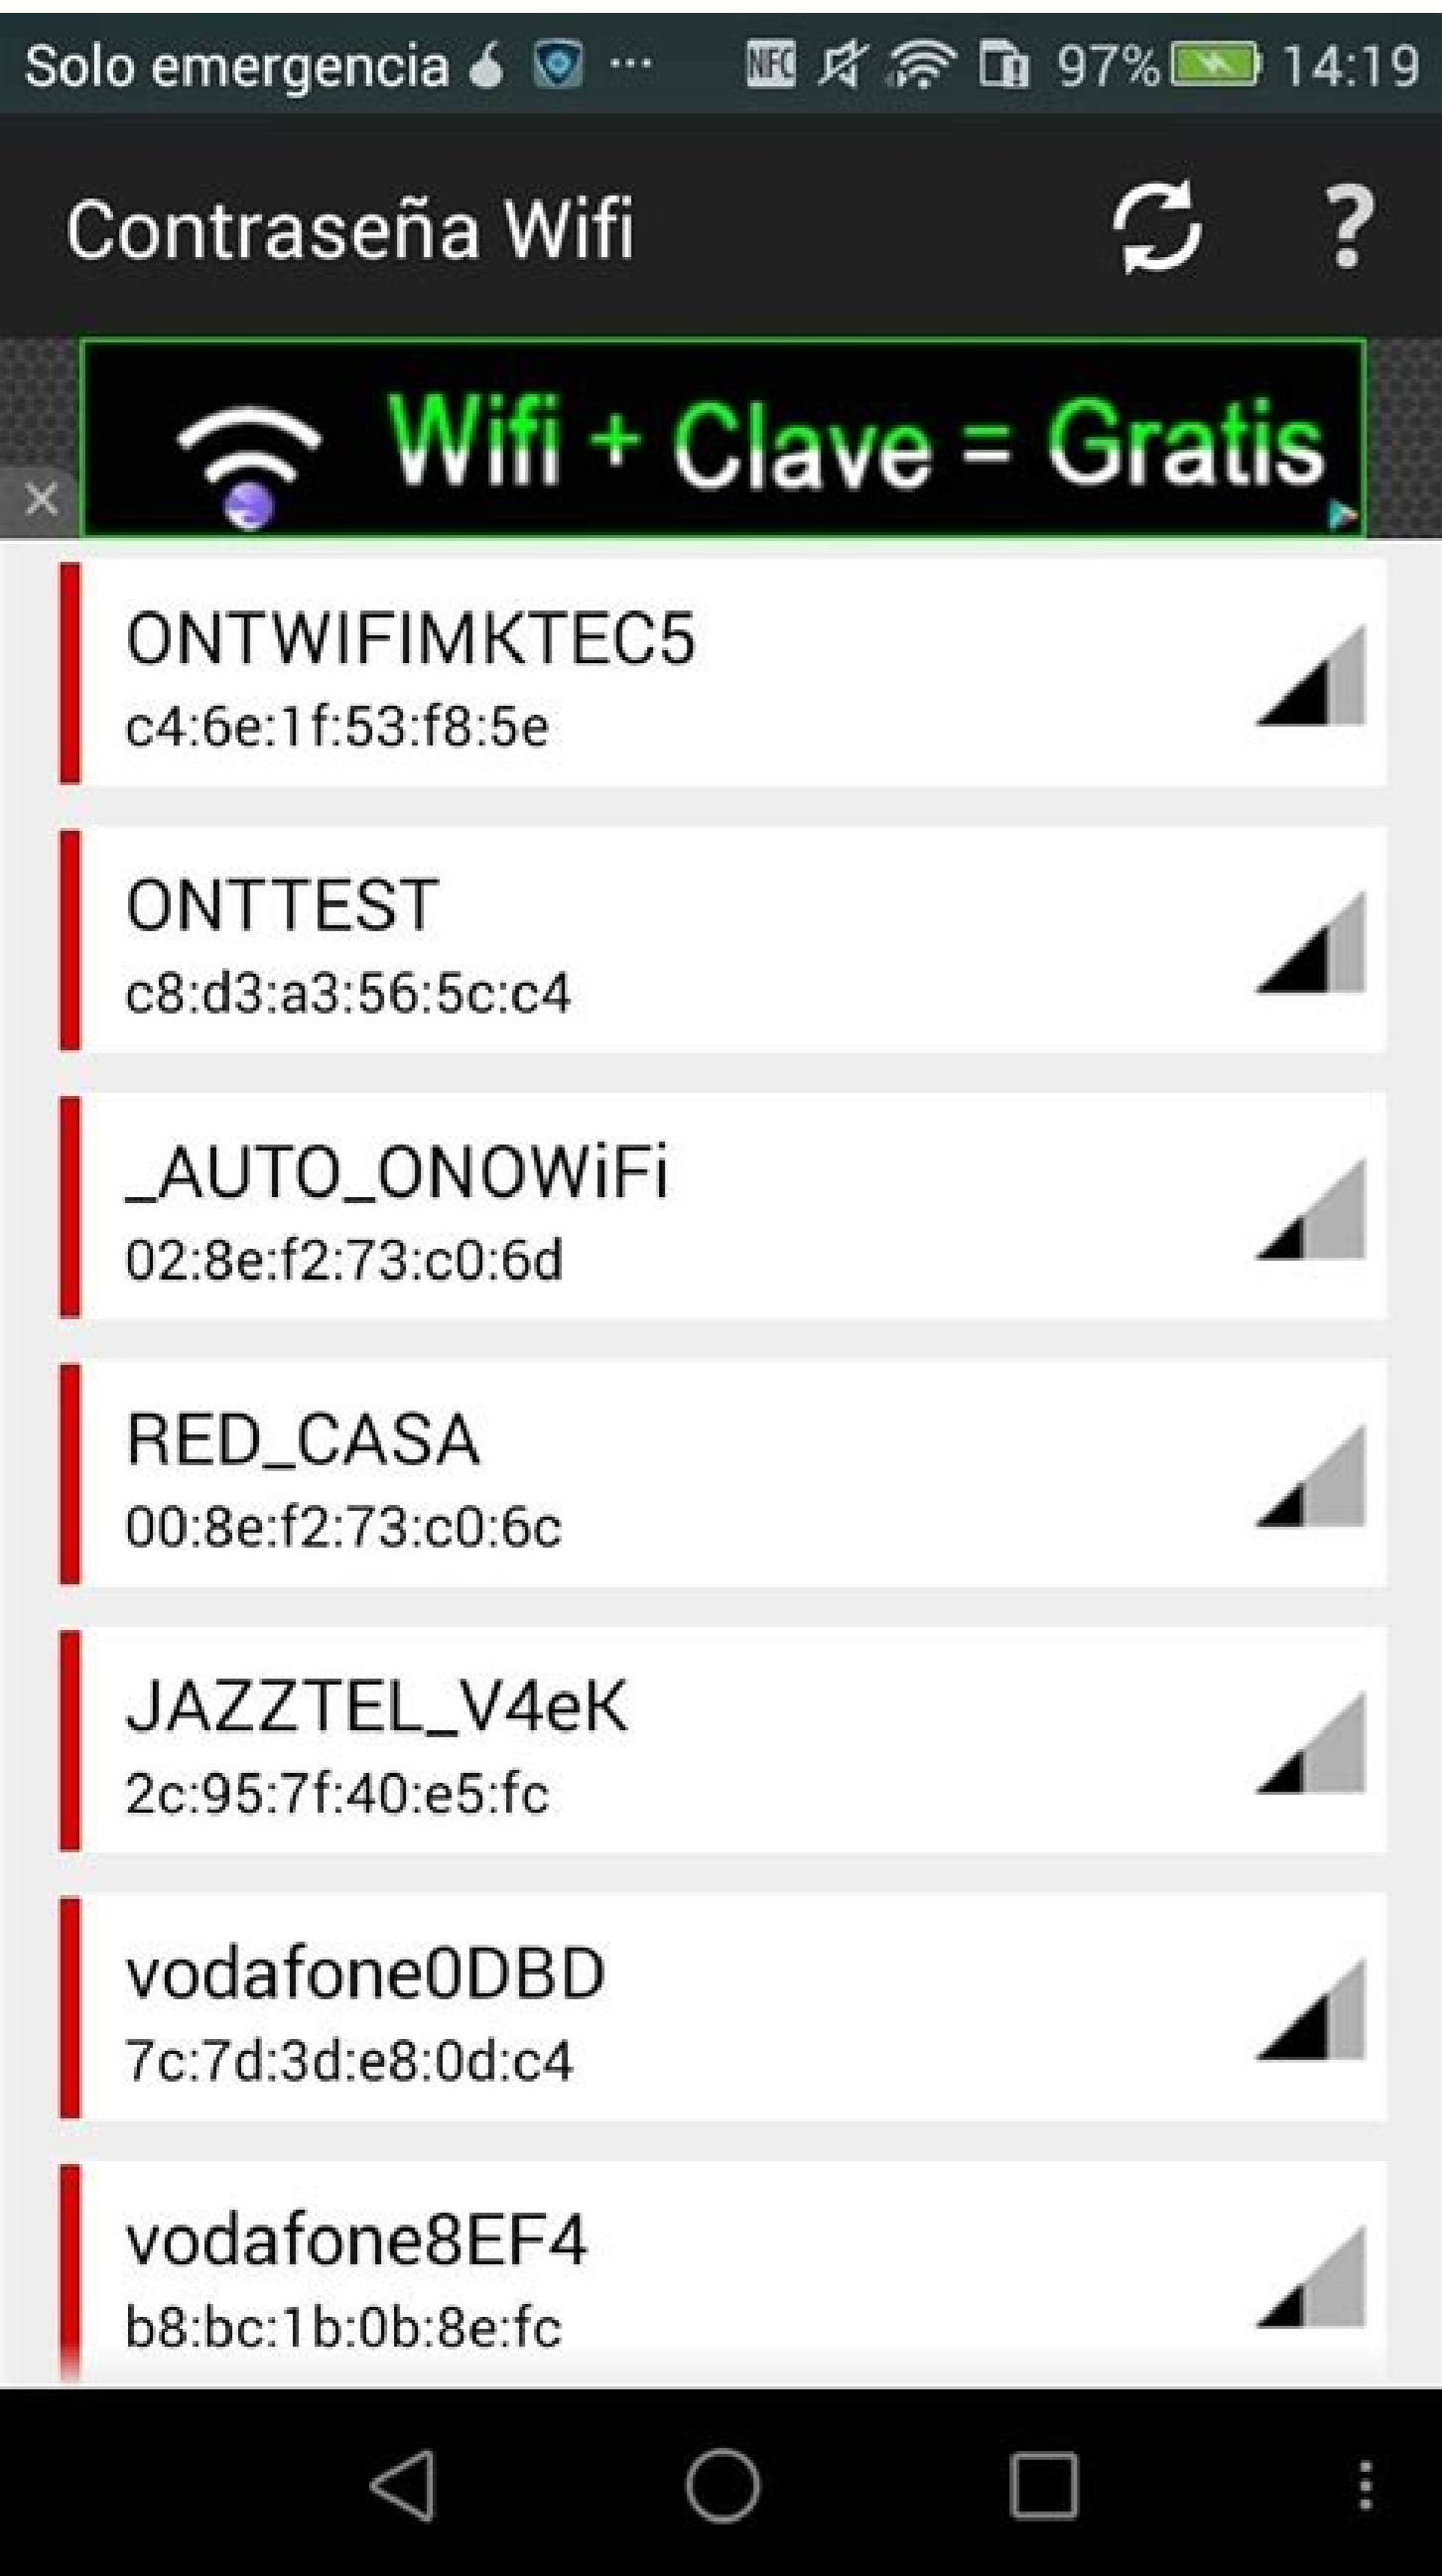 Solo emergencia ... NFC 97% 14:19
Contraseña Wifi ?
Wifi + Clave = Gratis
ONTWIFIMKTEC5
c4:6e:1f:53:f8:5e
ONTTEST
c8:d3:a3:56:5c:c4
_AUTO_ONOWiFi
02:8e:f2:73:c0:6d
RED_CASA
00:8e:f2:73:c0:6c
JAZZTEL_V4eK
2c:95:7f:40:e5:fc
vodafone0DBD
7c:7d:3d:e8:0d:c4
vodafone8EF4
b8:bc:1b:0b:8e:fc